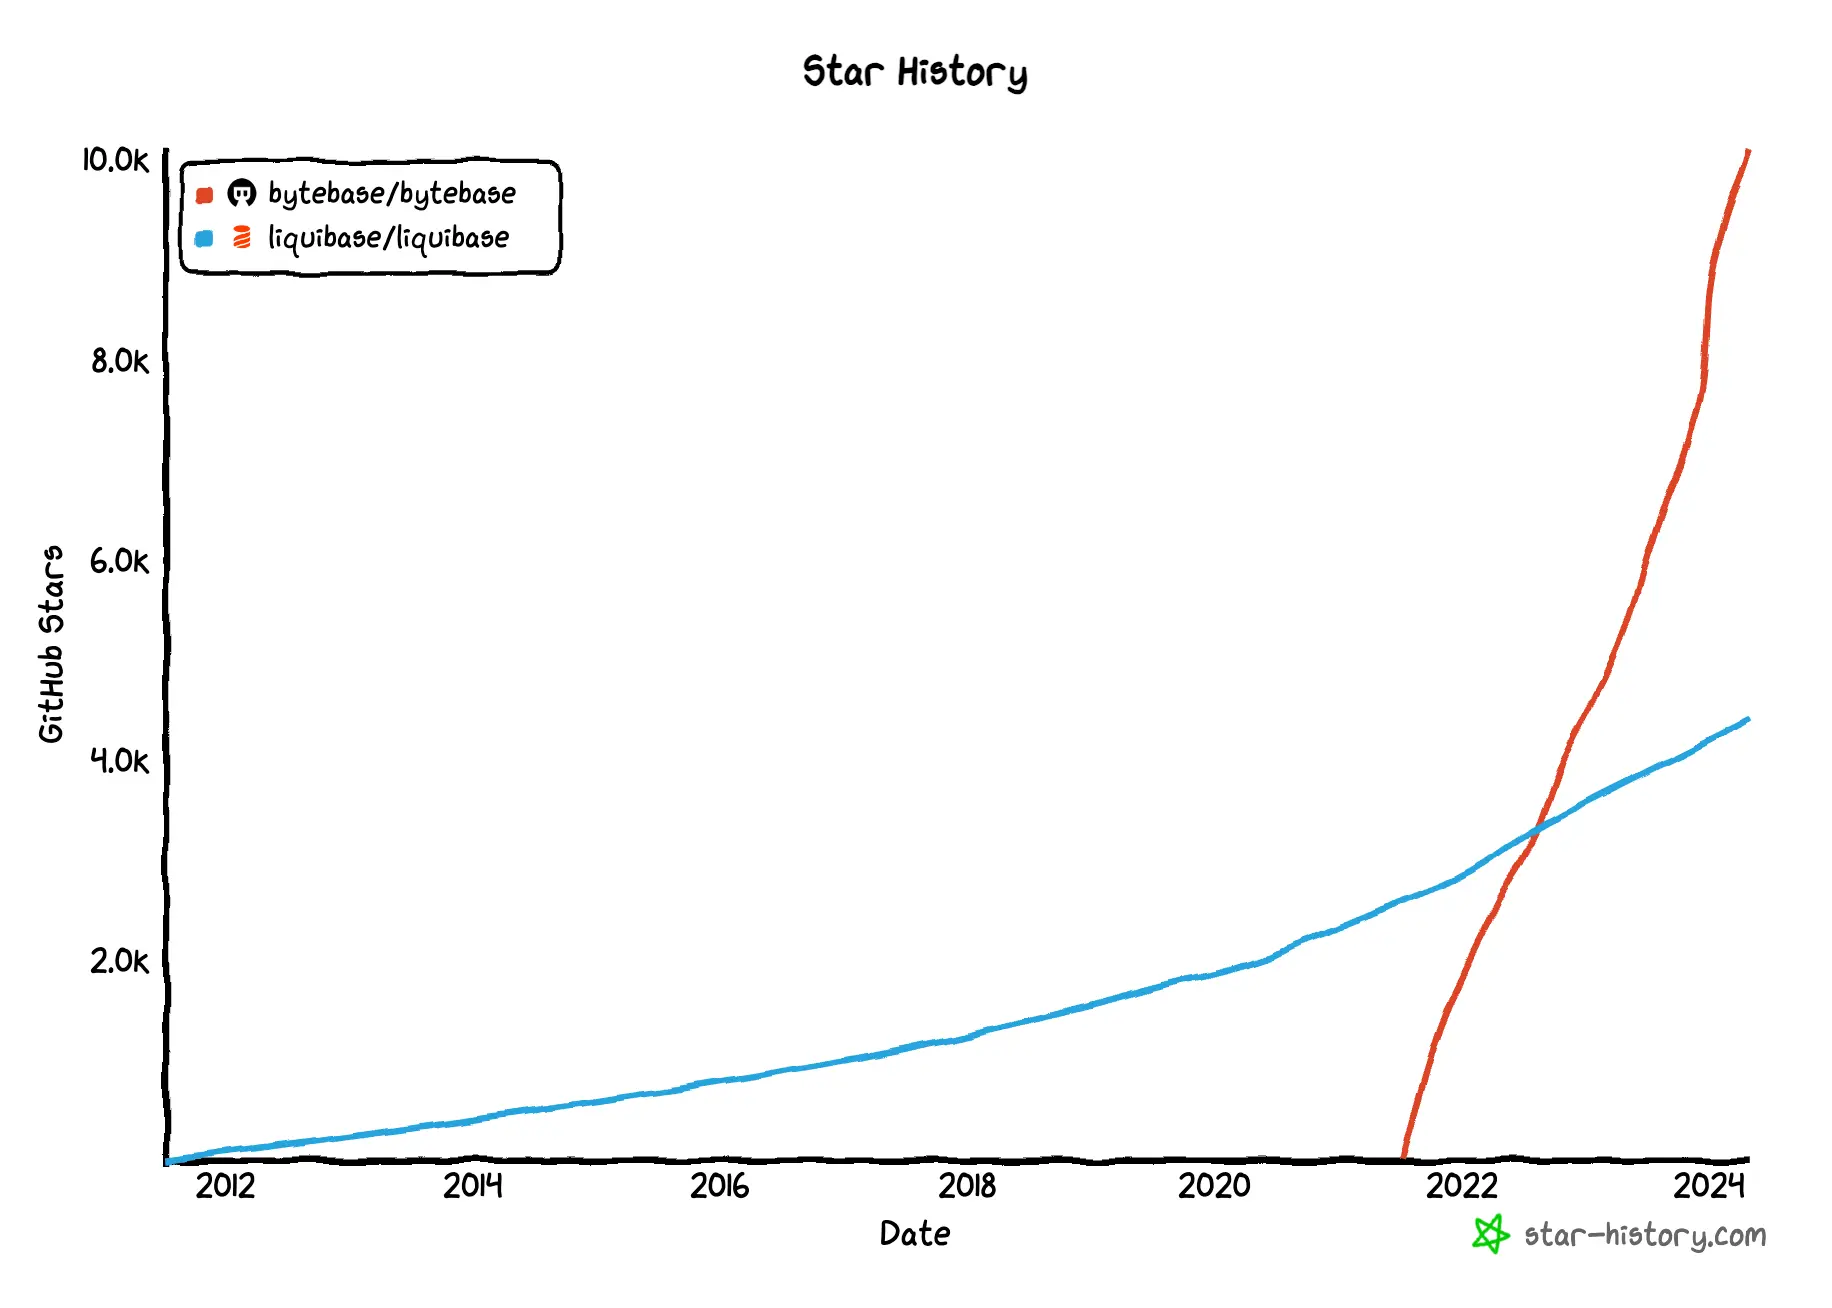 Star History
bytebase/bytebase
liquibase/liquibase
10.0k
8.0k
6.0k
4.0k
2.0k
GitHub Stars
2012 2014 2016 2018 2020 2022 2024
Date
star-history.com